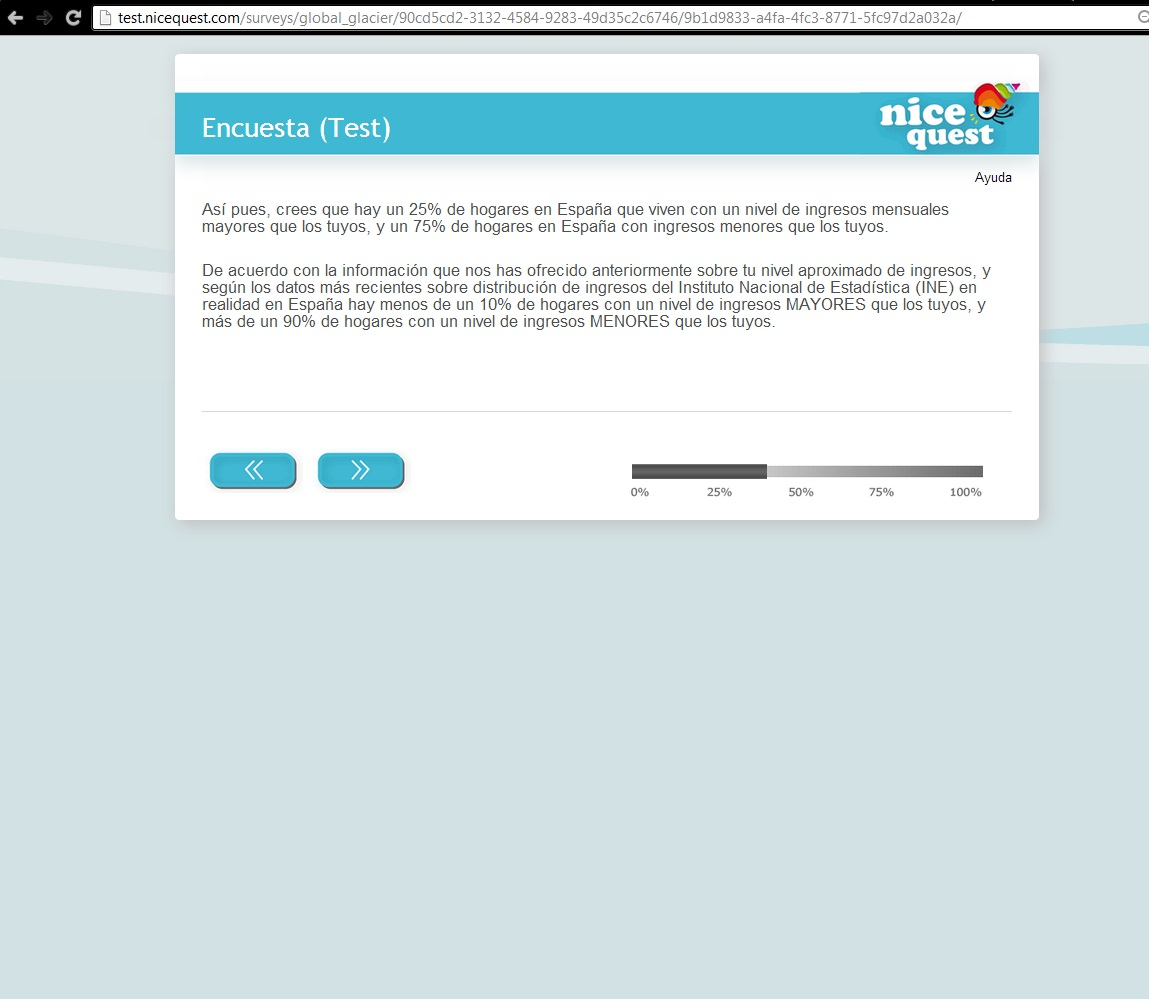 test.nicequest.com/surveys/global_glacier/90cd5cd2-3132-4584-9283-49d35c2c6746/9b1d9833-a4fa-4fc3-8771-5fc97d2a032a/
nice
quest
Encuesta (Test)
Ayuda
Así pues, crees que hay un 25% de hogares en España que viven con un nivel de ingresos mensuales
mayores que los tuyos, y un 75% de hogares en España con ingresos menores que los tuyos.
De acuerdo con la información que nos has ofrecido anteriormente sobre tu nivel aproximado de ingresos, y
según los datos más recientes sobre distribución de ingresos del Instituto Nacional de Estadística (INE) en
realidad en España hay menos de un 10% de hogares con un nivel de ingresos MAYORES que los tuyos, y
más de un 90% de hogares con un nivel de ingresos MENORES que los tuyos.
0% 25% 50% 75% 100%